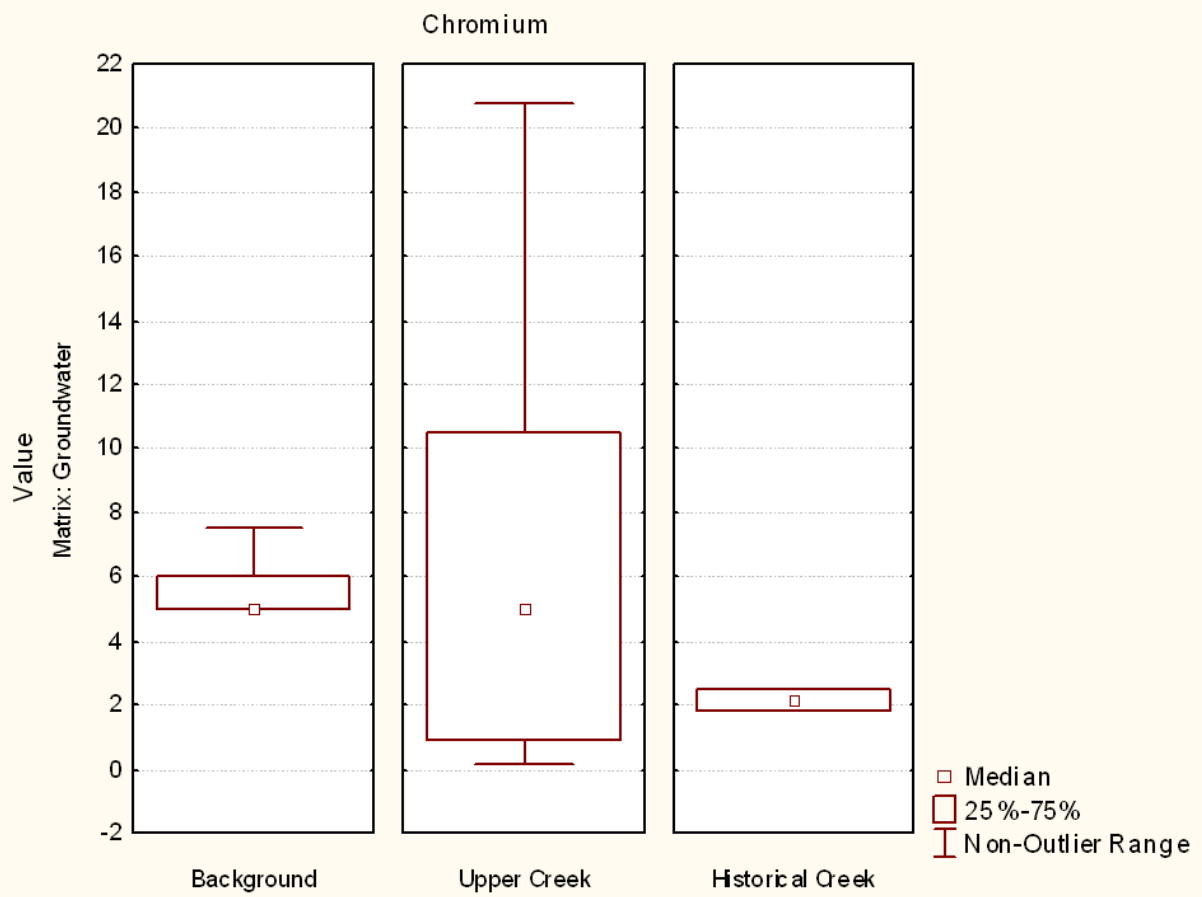 Chromium
22
20
18
16
14
12
10
8
6
4
2
0
-2
Value
Matrix: Groundwater
Background
Upper Creek
Historical Creek
Median
25%-75%
Non-Outlier Range